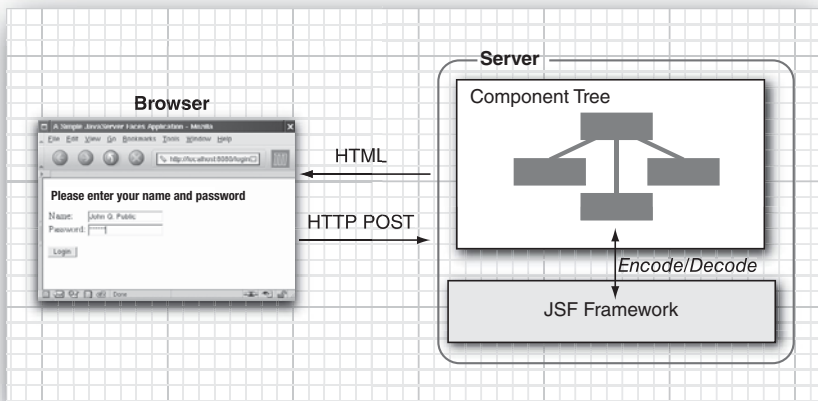 Server
Component Tree
Browser
A Simple JavaServer Faces Application - Mozilla
File Edit View Go Bookmarks Tools Window Help
http://localhost:8080/login
HTML
Please enter your name and password
Name: John Q. Public
HTTP POST
Password: ******
Login
Encode/Decode
Done
JSF Framework